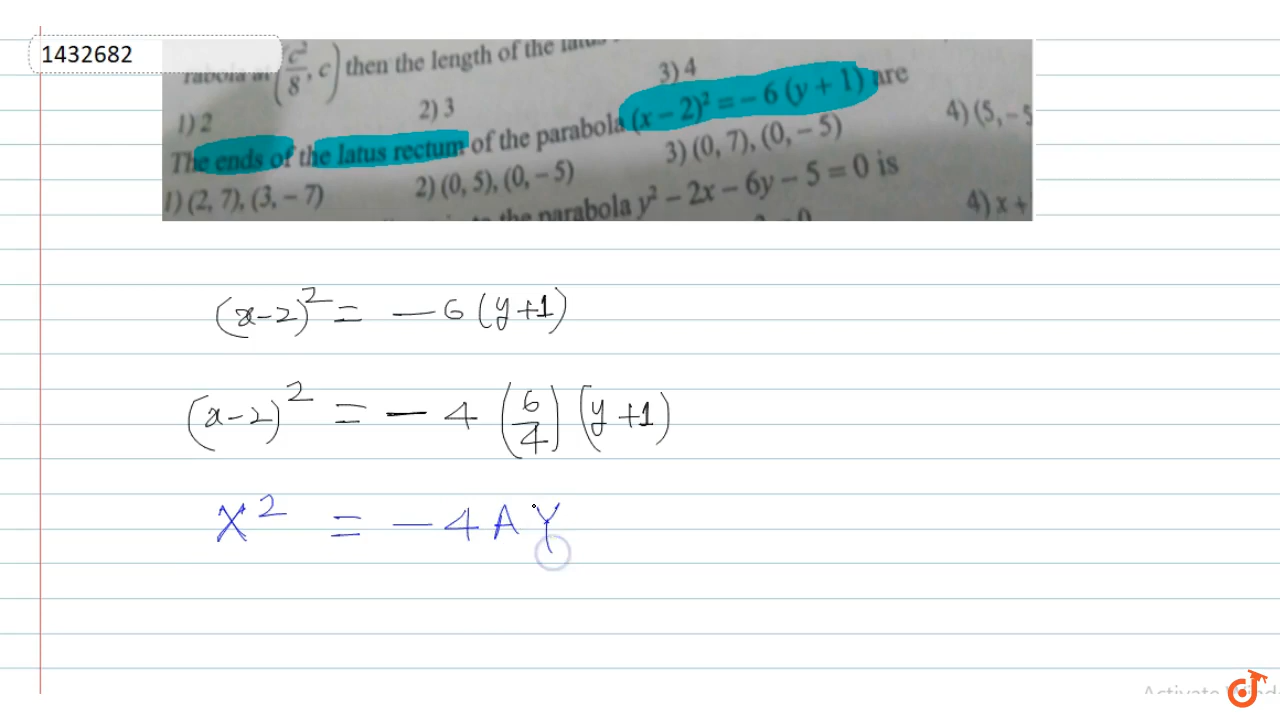 1432682
rabola at (c²/8, c) then the length of the latus
1) 2 2) 3 3) 4
The ends of the latus rectum of the parabola (x − 2)² = − 6 (y + 1) are
1) (2, 7), (3, − 7) 2) (0, 5), (0, − 5) 3) (0, 7), (0, − 5) 4) (5, − 5
to the parabola y² − 2x − 6y − 5 = 0 is
4) x +
(x-2)² = − 6 (y+1)
(x-2)² = − 4 (6/4) (y+1)
X² = − 4 A Y